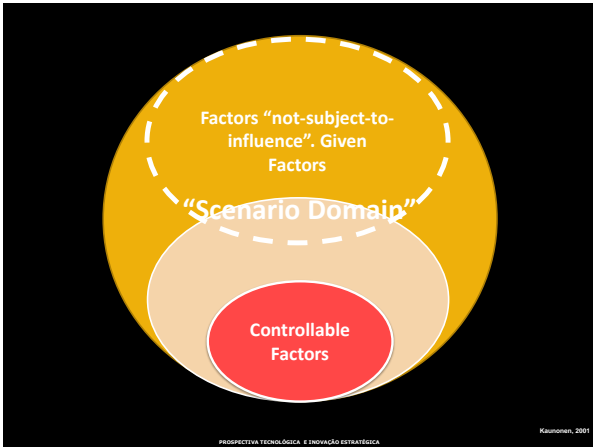 Factors “not-subject-to-
influence”. Given
Factors
“Scenario Domain”
Controllable
Factors
Kaunonen, 2001
PROSPECTIVA TECNOLÓGICA E INOVAÇÃO ESTRATÉGICA